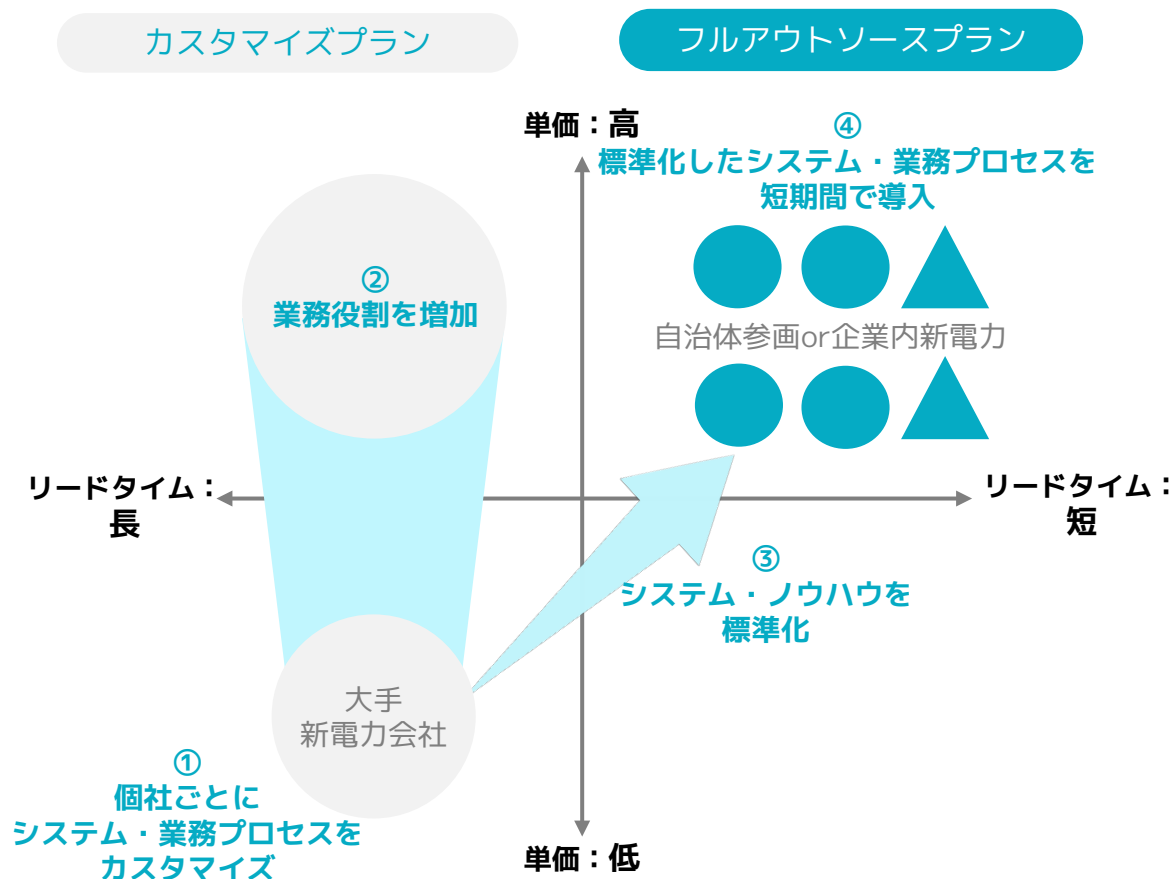 カスタマイズプラン
フルアウトソースプラン
単価：高
④
標準化したシステム・業務プロセスを
短期間で導入
②
業務役割を増加
自治体参画or企業内新電力
リードタイム：
長
リードタイム：
短
③
システム・ノウハウを
標準化
大手
新電力会社
①
個社ごとに
システム・業務プロセスを
カスタマイズ
単価：低